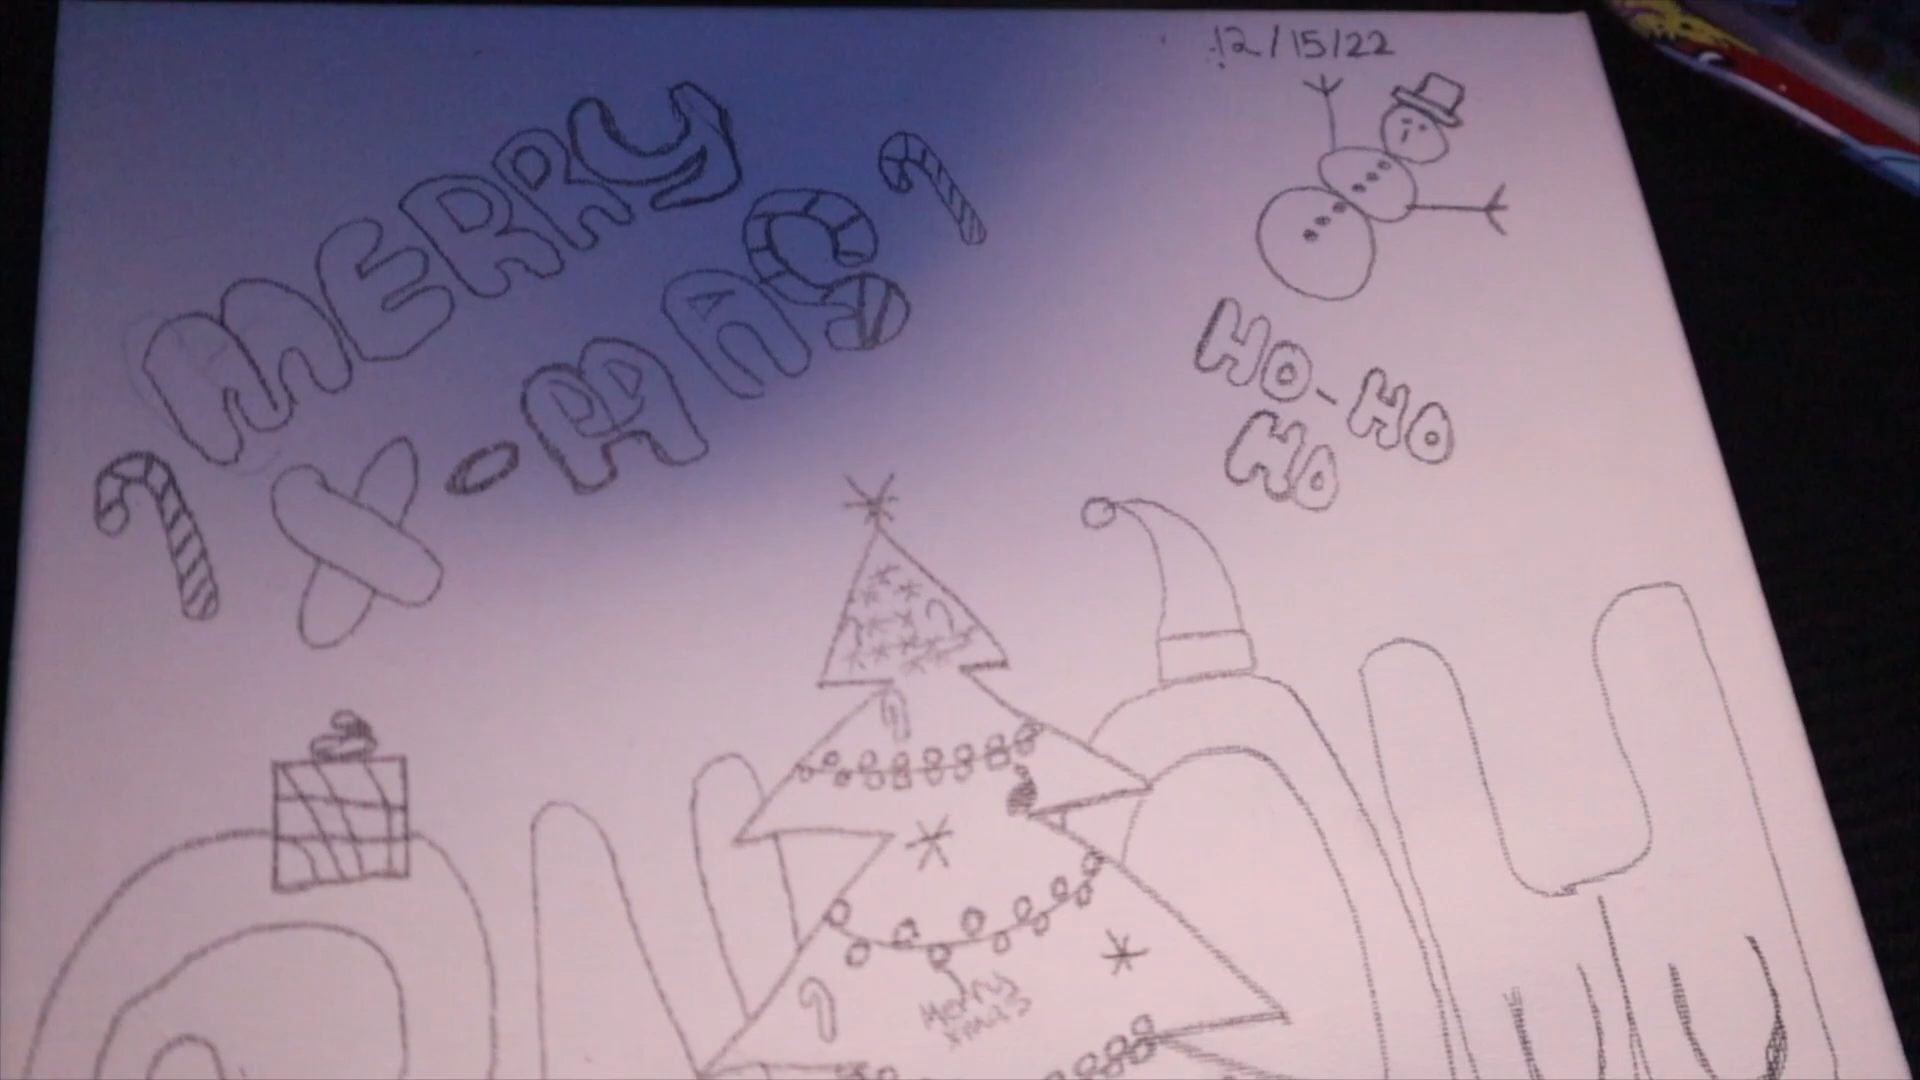 12/15/22
MERRY
X-MAS
HO-HO
HO
Merry
xmas